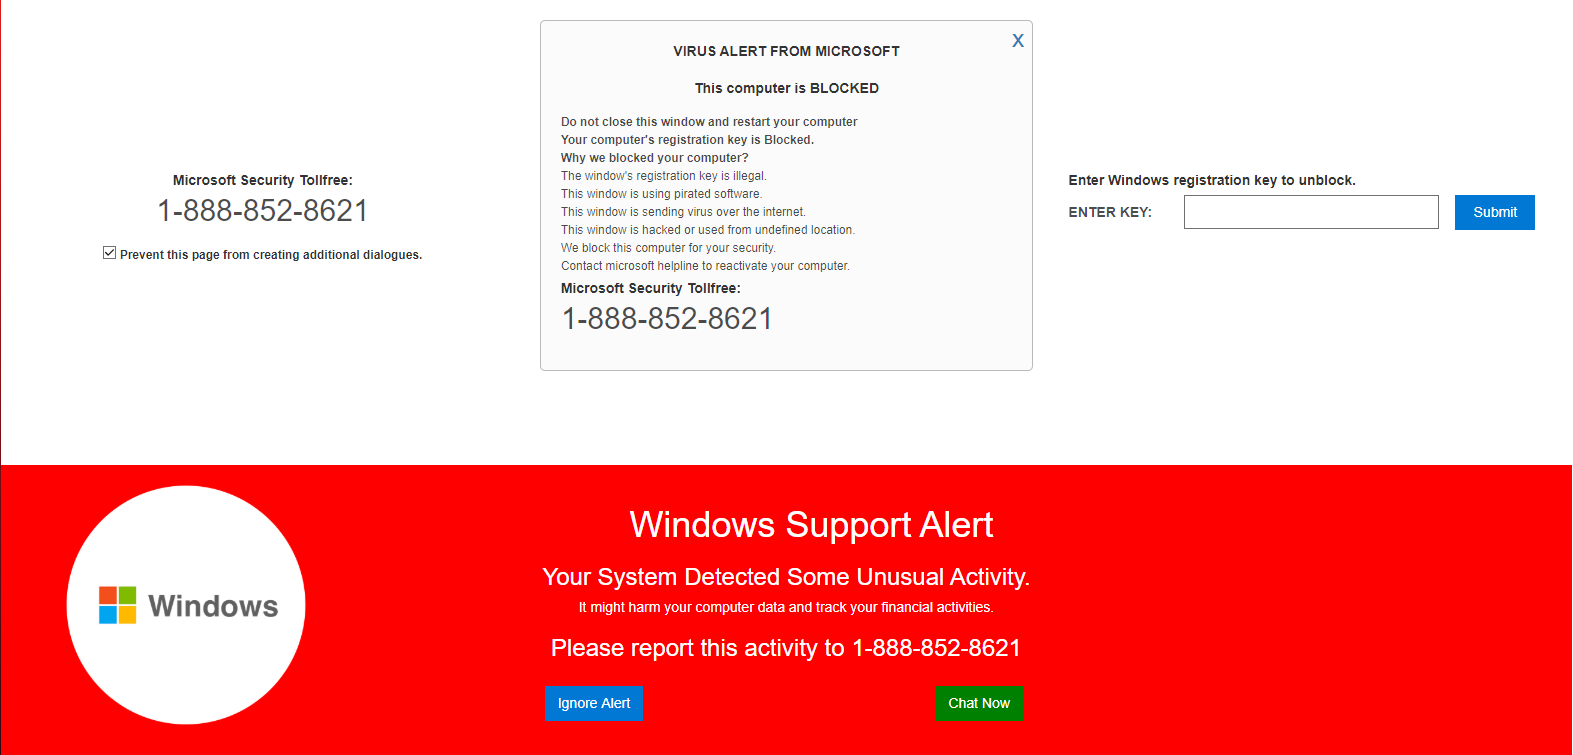 X
VIRUS ALERT FROM MICROSOFT
This computer is BLOCKED
Do not close this window and restart your computer
Your computer's registration key is Blocked.
Why we blocked your computer?
The window's registration key is illegal.
This window is using pirated software.
This window is sending virus over the internet.
This window is hacked or used from undefined location.
We block this computer for your security.
Contact microsoft helpline to reactivate your computer.
Microsoft Security Tollfree:
1-888-852-8621
Microsoft Security Tollfree:
1-888-852-8621
Prevent this page from creating additional dialogues.
Enter Windows registration key to unblock.
ENTER KEY:
Submit
Windows
Windows Support Alert
Your System Detected Some Unusual Activity.
It might harm your computer data and track your financial activities.
Please report this activity to 1-888-852-8621
Ignore Alert
Chat Now